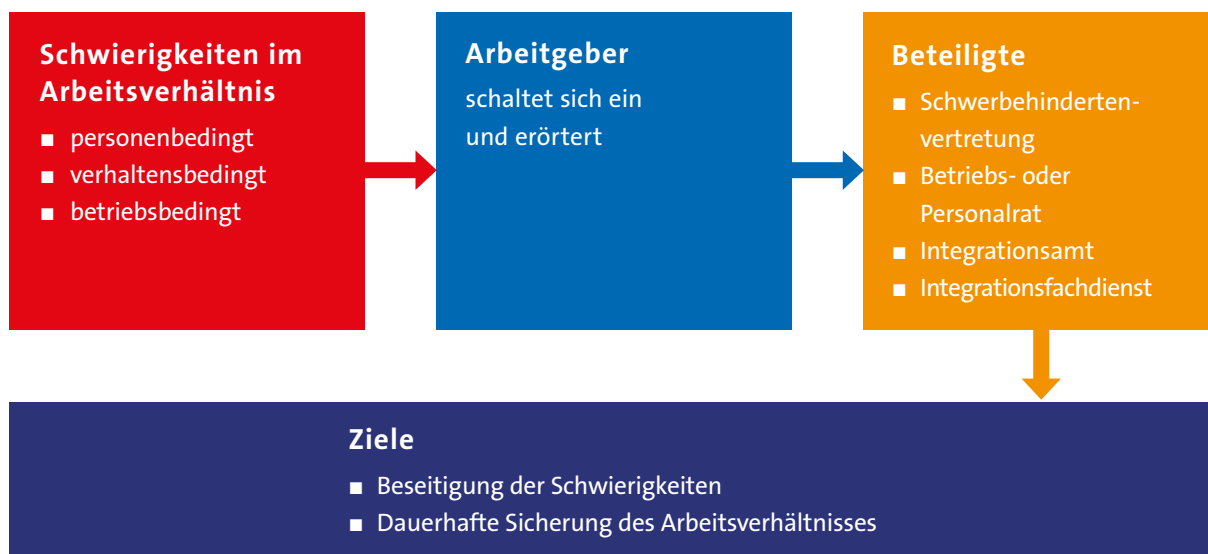 Schwierigkeiten im
Arbeitsverhältnis
■ personenbedingt
■ verhaltensbedingt
■ betriebsbedingt
Arbeitgeber
schaltet sich ein
und erörtert
Beteiligte
■ Schwerbehinderten-
vertretung
■ Betriebs- oder
Personalrat
■ Integrationsamt
■ Integrationsfachdienst
Ziele
■ Beseitigung der Schwierigkeiten
■ Dauerhafte Sicherung des Arbeitsverhältnisses